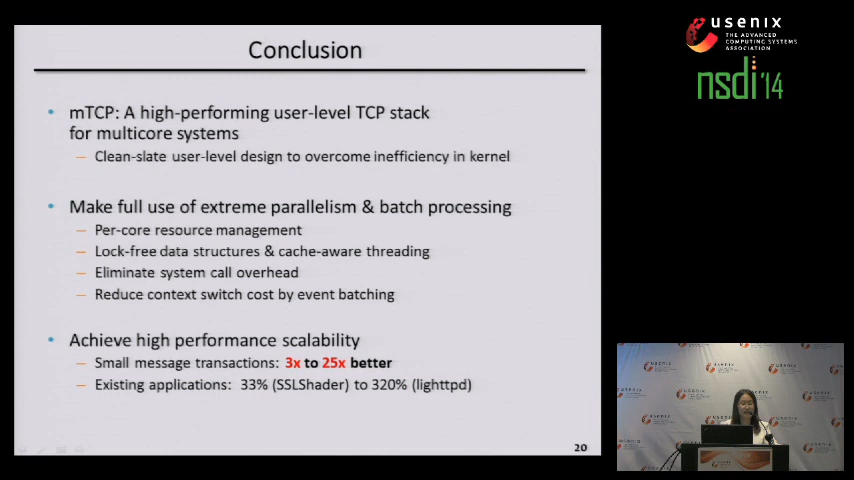 Conclusion
• mTCP: A high-performing user-level TCP stack
for multicore systems
– Clean-slate user-level design to overcome inefficiency in kernel
• Make full use of extreme parallelism & batch processing
– Per-core resource management
– Lock-free data structures & cache-aware threading
– Eliminate system call overhead
– Reduce context switch cost by event batching
• Achieve high performance scalability
– Small message transactions: 3x to 25x better
– Existing applications: 33% (SSLShader) to 320% (lighttpd)
20
usenix
THE ADVANCED
COMPUTING SYSTEMS
ASSOCIATION
nsdi '14
usenix
usenix
usenix
usenix